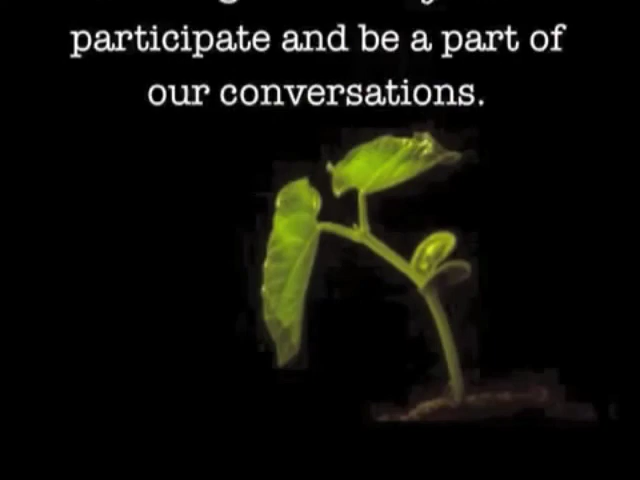 participate and be a part of
our conversations.